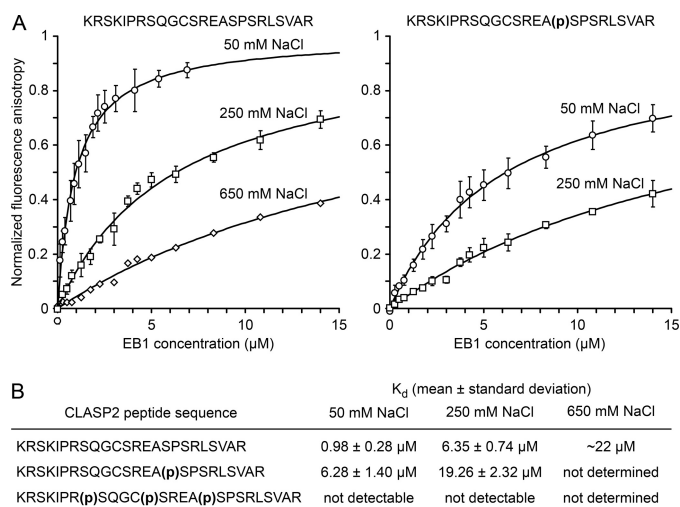 A
KRSKIPRSQGCSREASPSRLSVAR
KRSKIPRSQGCSREA(p)SPSRLSVAR
Normalized fluorescence anisotropy
1
0.8
0.6
0.4
0.2
0
50 mM NaCl
250 mM NaCl
650 mM NaCl
0 5 10 15
EB1 concentration (µM)
1
0.8
0.6
0.4
0.2
0
50 mM NaCl
250 mM NaCl
0 5 10 15
EB1 concentration (µM)
B
Kd (mean ± standard deviation)
CLASP2 peptide sequence 50 mM NaCl 250 mM NaCl 650 mM NaCl
KRSKIPRSQGCSREASPSRLSVAR 0.98 ± 0.28 µM 6.35 ± 0.74 µM ~22 µM
KRSKIPRSQGCSREA(p)SPSRLSVAR 6.28 ± 1.40 µM 19.26 ± 2.32 µM not determined
KRSKIPR(p)SQGC(p)SREA(p)SPSRLSVAR not detectable not detectable not determined